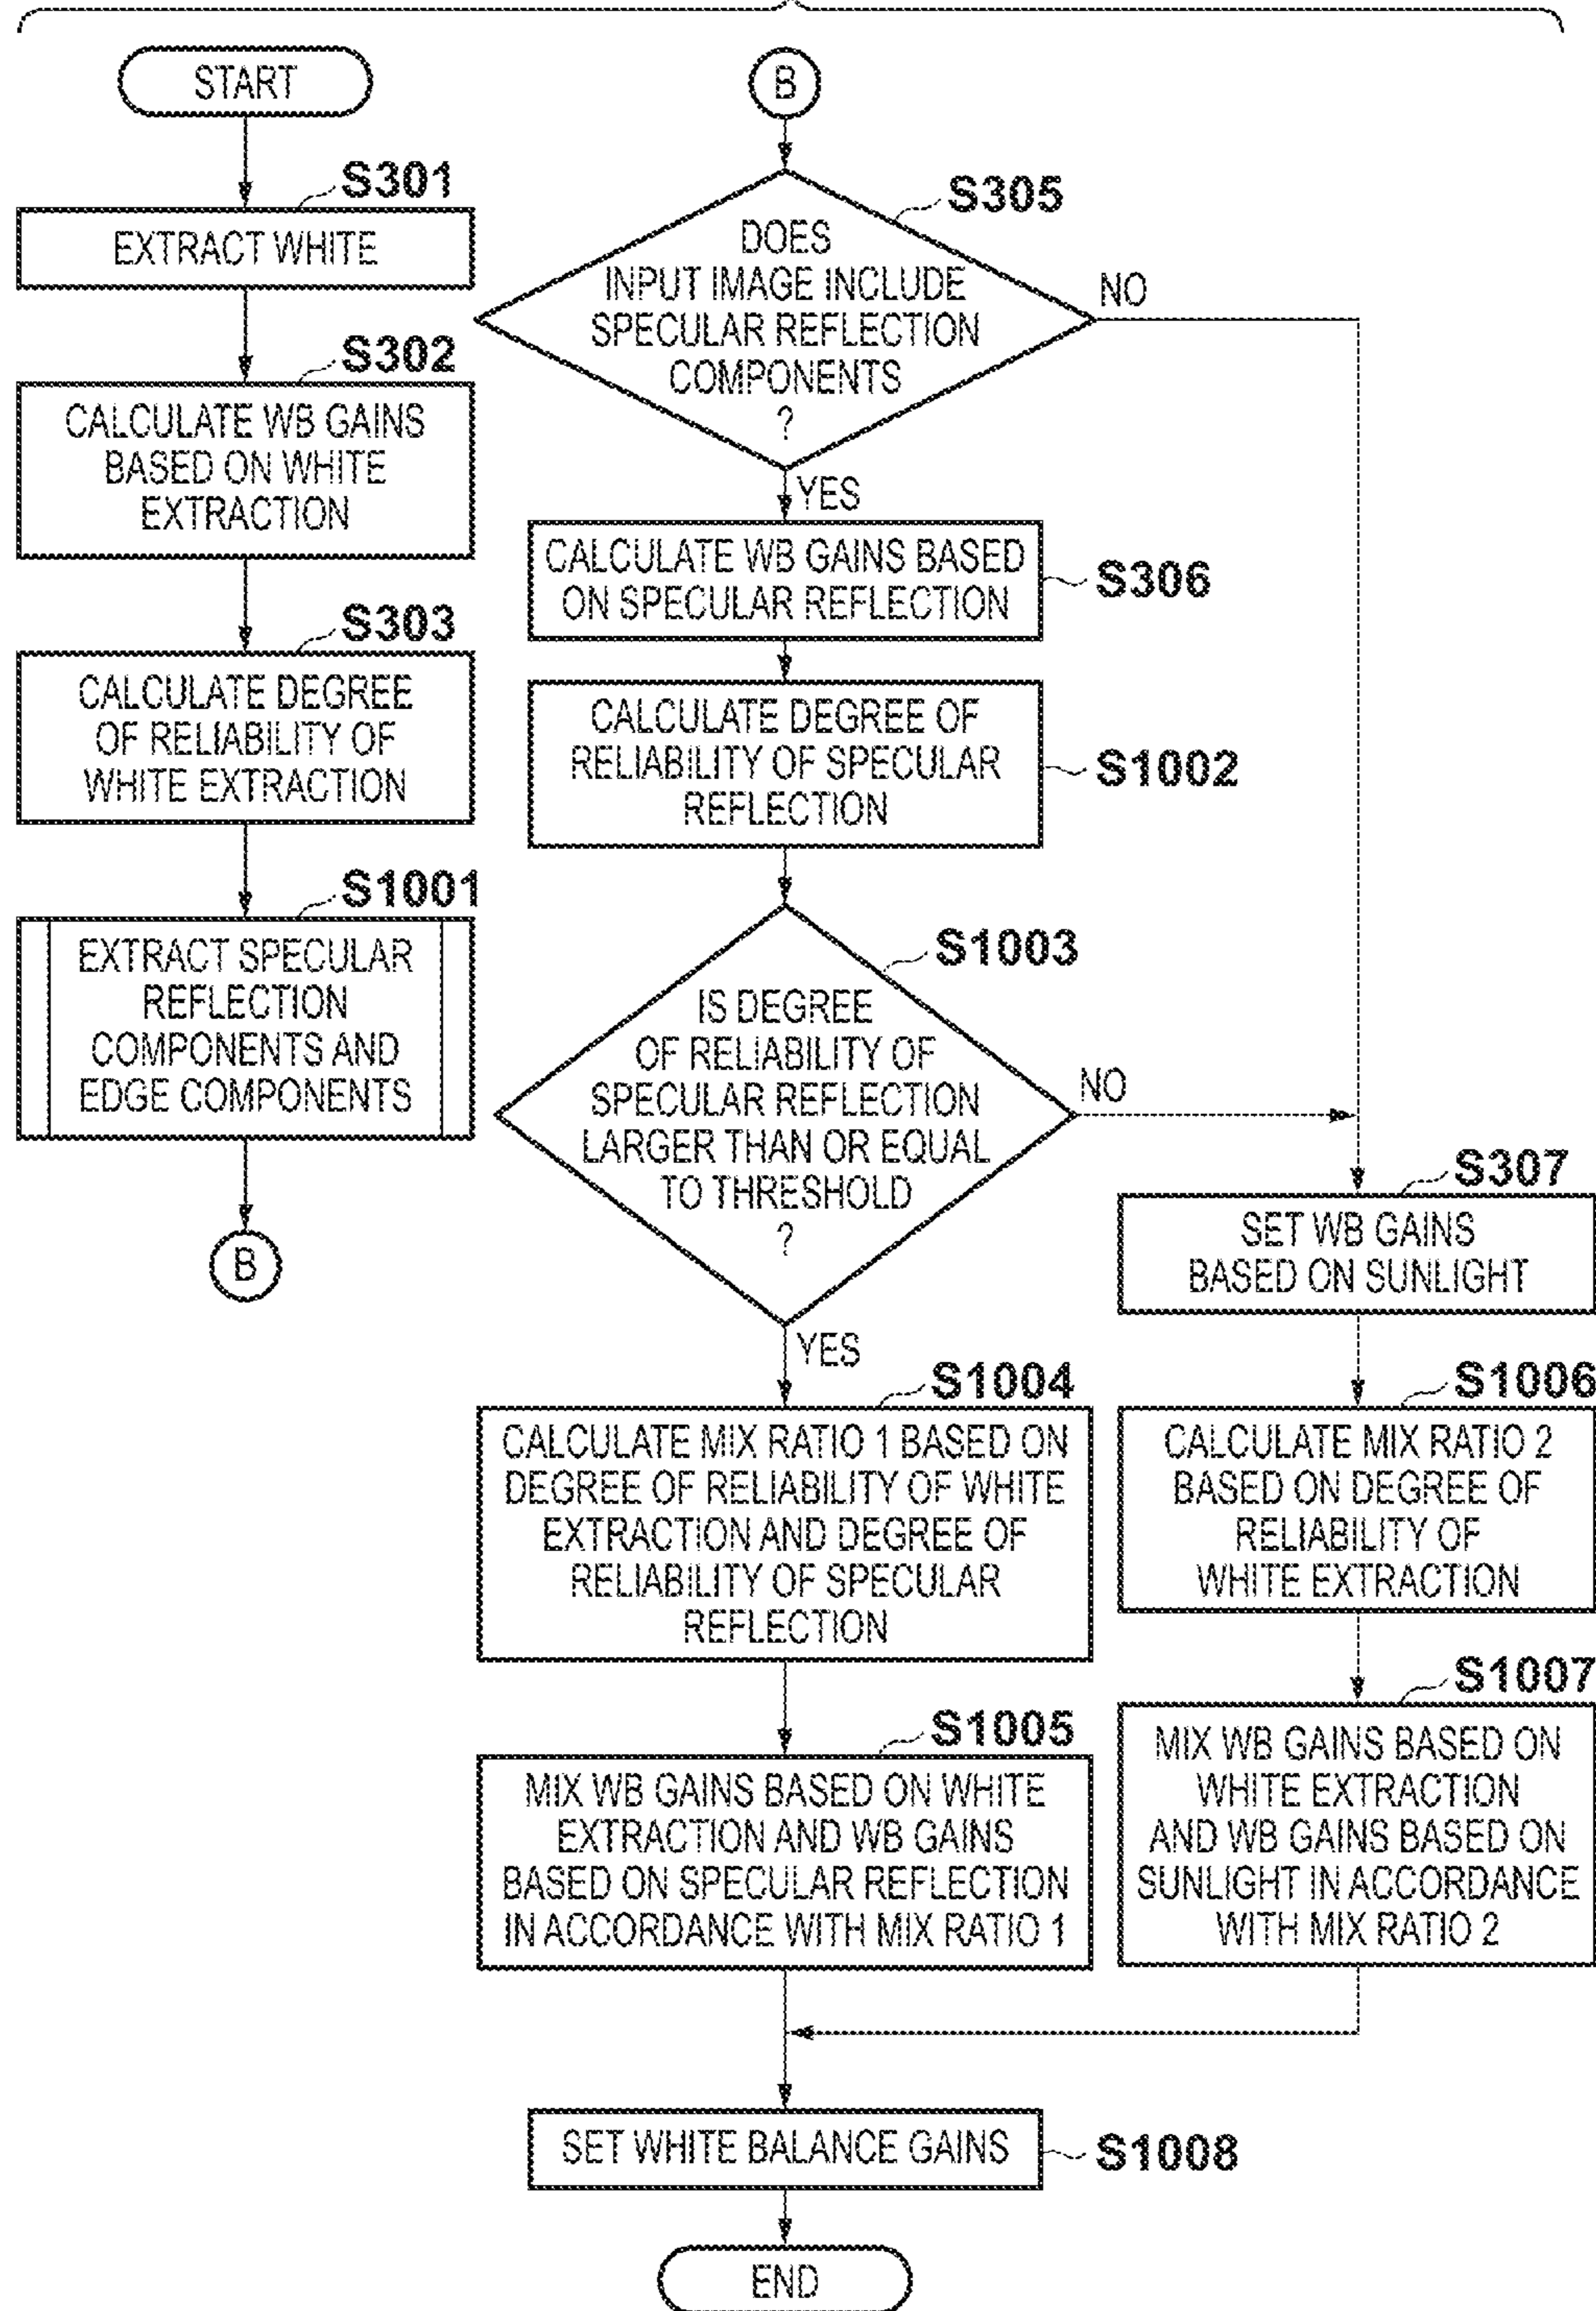 START
S301
EXTRACT WHITE
S302
CALCULATE WB GAINS
BASED ON WHITE
EXTRACTION
S303
CALCULATE DEGREE
OF RELIABILITY OF
WHITE EXTRACTION
S1001
EXTRACT SPECULAR
REFLECTION
COMPONENTS AND
EDGE COMPONENTS
B
B
S305
DOES
INPUT IMAGE INCLUDE
SPECULAR REFLECTION
COMPONENTS
?
NO
YES
CALCULATE WB GAINS BASED
ON SPECULAR REFLECTION
S306
CALCULATE DEGREE OF
RELIABILITY OF SPECULAR
REFLECTION
S1002
S1003
IS DEGREE
OF RELIABILITY OF
SPECULAR REFLECTION
LARGER THAN OR EQUAL
TO THRESHOLD
?
NO
YES
S1004
CALCULATE MIX RATIO 1 BASED ON
DEGREE OF RELIABILITY OF WHITE
EXTRACTION AND DEGREE OF
RELIABILITY OF SPECULAR
REFLECTION
S1005
MIX WB GAINS BASED ON WHITE
EXTRACTION AND WB GAINS
BASED ON SPECULAR REFLECTION
IN ACCORDANCE WITH MIX RATIO 1
S307
SET WB GAINS
BASED ON SUNLIGHT
S1006
CALCULATE MIX RATIO 2
BASED ON DEGREE OF
RELIABILITY OF
WHITE EXTRACTION
S1007
MIX WB GAINS BASED ON
WHITE EXTRACTION
AND WB GAINS BASED ON
SUNLIGHT IN ACCORDANCE
WITH MIX RATIO 2
SET WHITE BALANCE GAINS
S1008
END